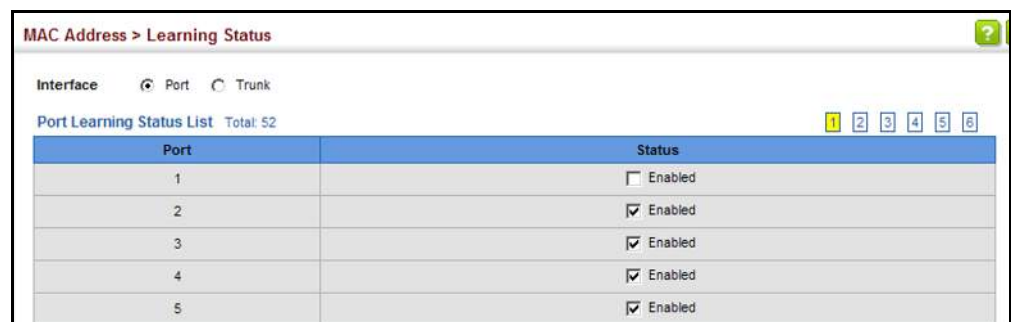 MAC Address > Learning Status
?
Interface Port Trunk
Port Learning Status List Total: 52 1 2 3 4 5 6
Port Status
1 Enabled
2 Enabled
3 Enabled
4 Enabled
5 Enabled